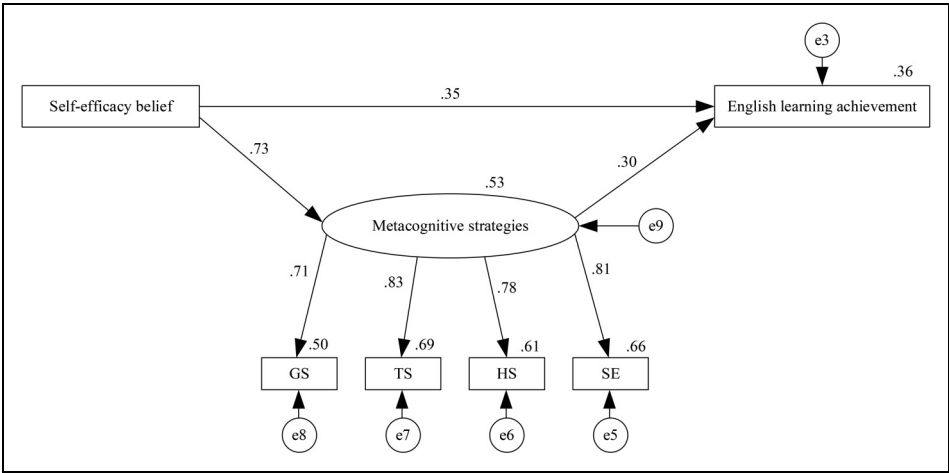 e3
.36
Self-efficacy belief
.35
English learning achievement
.73
.30
.53
Metacognitive strategies
e9
.71
.83
.78
.81
.50
.69
.61
.66
GS
TS
HS
SE
e8
e7
e6
e5